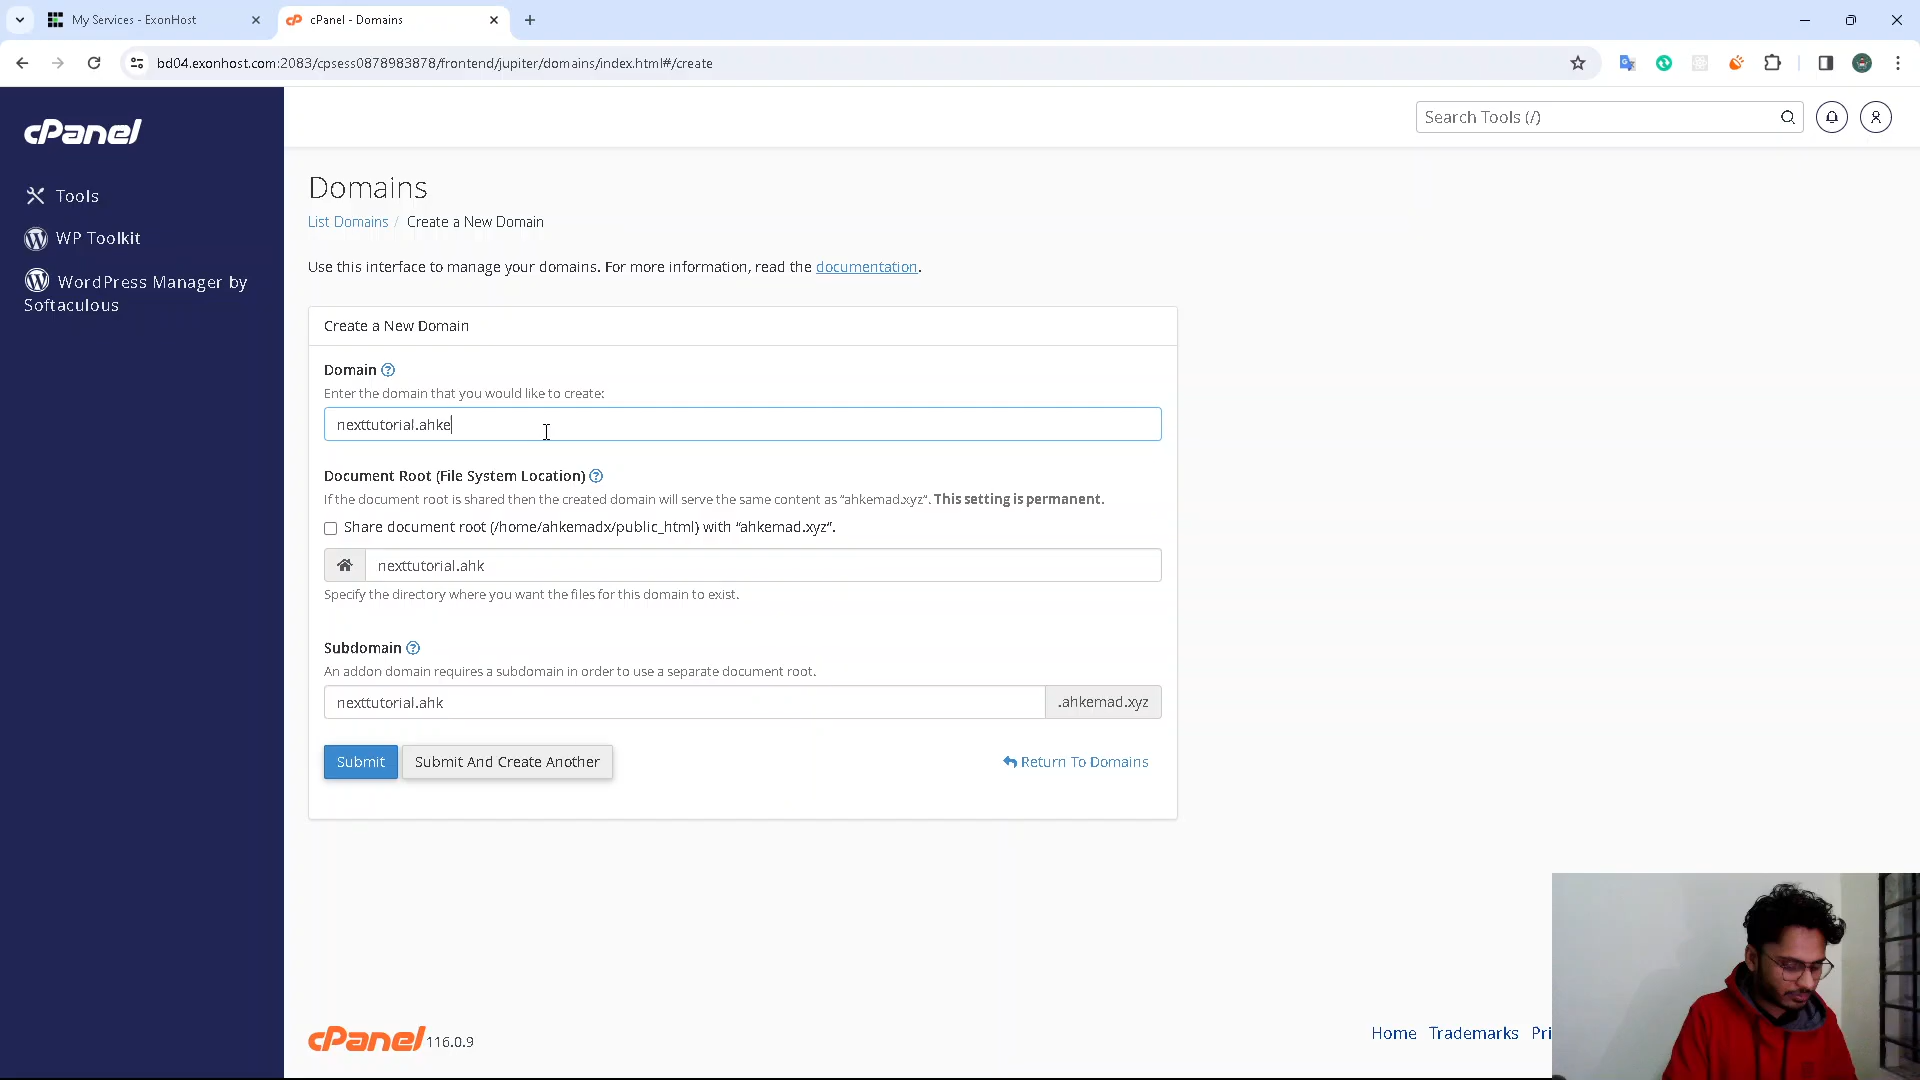 My Services - ExonHost
cPanel - Domains
bd04.exonhost.com:2083/cpsess0878983878/frontend/jupiter/domains/index.html#/create
cPanel
Search Tools (/)
Tools
WP Toolkit
WordPress Manager by
Softaculous
Domains
List Domains / Create a New Domain
Use this interface to manage your domains. For more information, read the documentation.
Create a New Domain
Domain
Enter the domain that you would like to create:
nexttutorial.ahke
Document Root (File System Location)
If the document root is shared then the created domain will serve the same content as “ahkemad.xyz”. This setting is permanent.
Share document root (/home/ahkemadx/public_html) with “ahkemad.xyz”.
nexttutorial.ahk
Specify the directory where you want the files for this domain to exist.
Subdomain
An addon domain requires a subdomain in order to use a separate document root.
nexttutorial.ahk .ahkemad.xyz
Submit Submit And Create Another Return To Domains
cPanel 116.0.9
Home Trademarks Pri